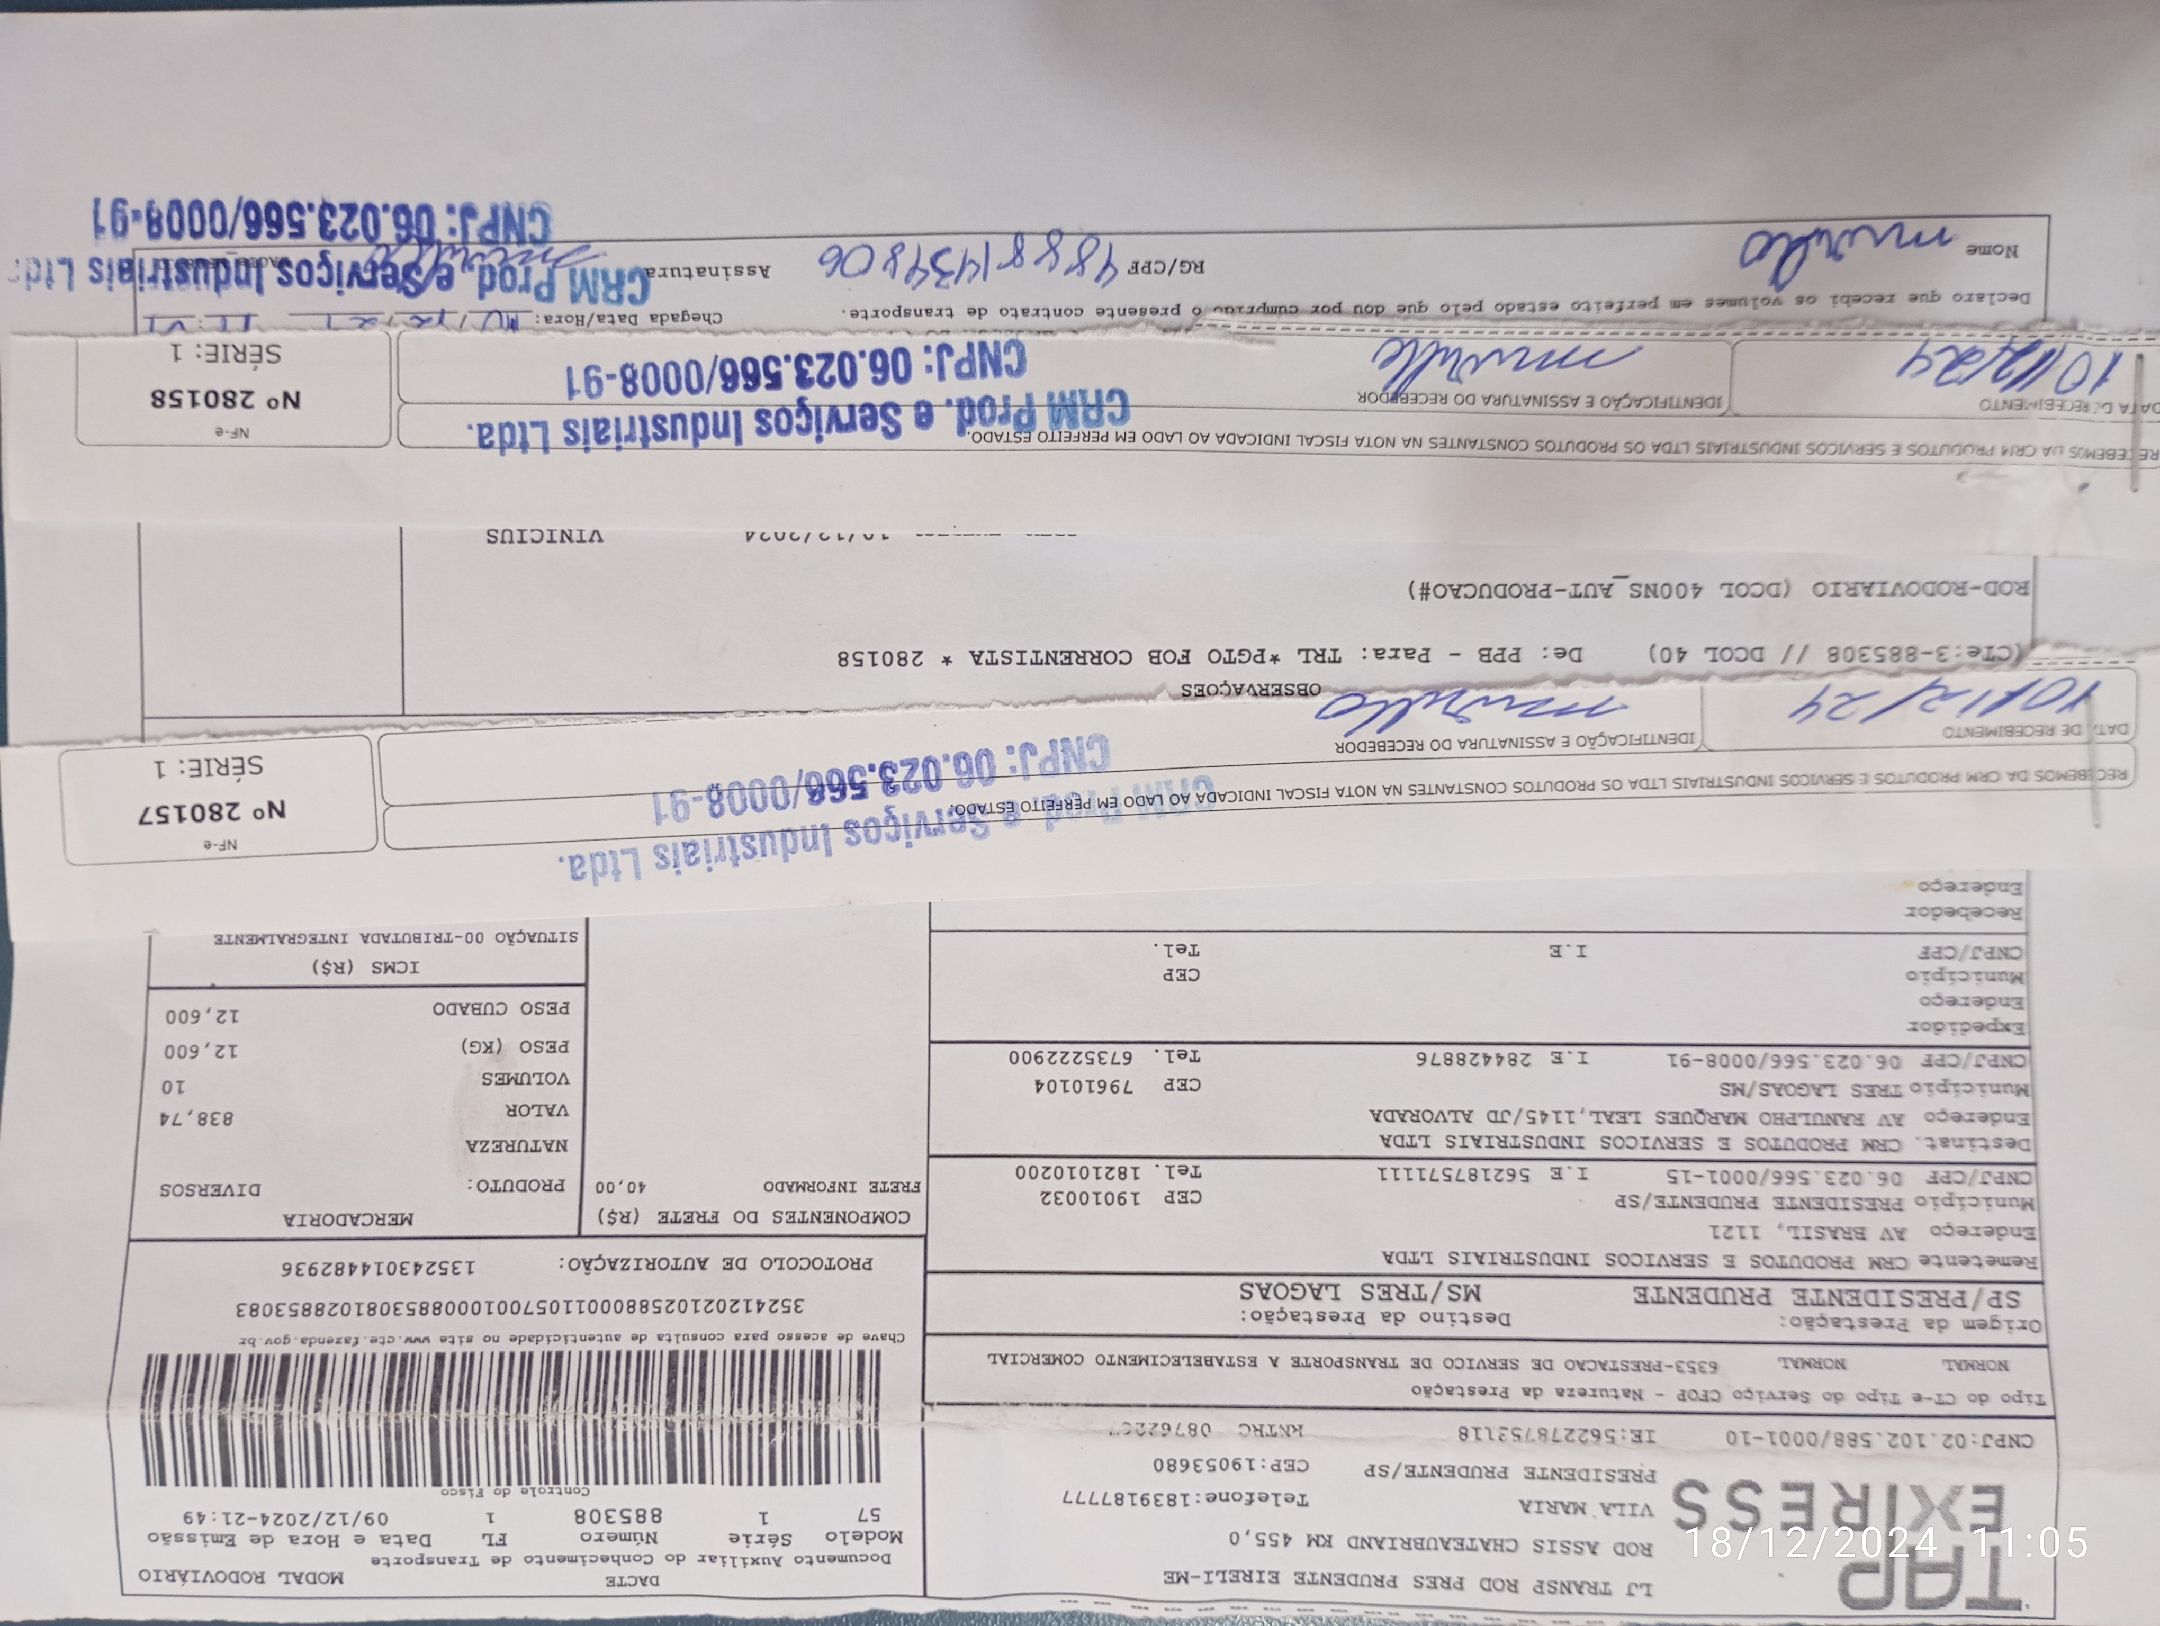 TAP
EXIRESS
LJ TRANSP ROD PRES PRUDENTE EIRELI-ME
ROD ASSIS CHATEAUBRIAND KM 455,0
VILA MARIA Telefone:1839187777
PRESIDENTE PRUDENTE/SP CEP:19053680
CNPJ:02.102.588/0001-10 IE:562278752118 RNTRC
DACTE MODAL RODOVIÁRIO
Documento Auxiliar do Conhecimento de Transporte
Modelo Série Número FL Data e Hora de Emissão
57 1 885308 1 09/12/2024-21:49
Controle do Fisco
Chave de acesso para consulta de autenticidade no site www.cte.fazenda.gov.br
35241202102588000110570010008853081028853083
PROTOCOLO DE AUTORIZAÇÃO: 135243014482936
Tipo do CT-e Tipo do Serviço CFOP - Natureza da Prestação
NORMAL NORMAL 6353-PRESTACAO DE SERVICO DE TRANSPORTE A ESTABELECIMENTO COMERCIAL
Origem da Prestação: Destino da Prestação:
SP/PRESIDENTE PRUDENTE MS/TRES LAGOAS
Remetente CRM PRODUTOS E SERVICOS INDUSTRIAIS LTDA
Endereço AV BRASIL, 1121
Município PRESIDENTE PRUDENTE/SP CEP 19010032
CNPJ/CPF 06.023.566/0001-15 I.E 562187571111 Tel. 1821010200
Destinat. CRM PRODUTOS E SERVICOS INDUSTRIAIS LTDA
Endereço AV RANULPHO MARQUES LEAL,1145/JD ALVORADA
Município TRES LAGOAS/MS CEP 79610104
CNPJ/CPF 06.023.566/0008-91 I.E 28442876 Tel. 6735222900
Expedidor
Endereço
Município CEP
CNPJ/CPF I.E Tel.
Recebedor
Endereço
COMPONENTES DO FRETE (R$)
FRETE INFORMADO 40,00
MERCADORIA
PRODUTO: DIVERSOS
NATUREZA
VALOR 838,74
VOLUMES 10
PESO (KG) 12,600
PESO CUBADO 12,600
ICMS (R$)
SITUAÇÃO 00-TRIBUTADA INTEGRALMENTE
RECEBEMOS DA CRM PRODUTOS E SERVICOS INDUSTRIAIS LTDA OS PRODUTOS CONSTANTES NA NOTA FISCAL INDICADA AO LADO EM PERFEITO ESTADO.
DATA DE RECEBIMENTO IDENTIFICAÇÃO E ASSINATURA DO RECEBEDOR
10/12/24 murillo
CRM Prod. e Serviços Industriais Ltda.
CNPJ: 06.023.566/0008-91
NF-e
Nº 280157
SÉRIE: 1
OBSERVAÇOES
(CTe:3-885308 // DCOL 40) De: PPB - Para: TRL *PGTO FOB CORRENTISTA * 280158
ROD-RODOVIARIO (DCOL 400NS_AUT-PRODUCAO#)
10/12/2024 VINICIUS
RECEBEMOS DA CRM PRODUTOS E SERVICOS INDUSTRIAIS LTDA OS PRODUTOS CONSTANTES NA NOTA FISCAL INDICADA AO LADO EM PERFEITO ESTADO.
DATA DE RECEBIMENTO IDENTIFICAÇÃO E ASSINATURA DO RECEBEDOR
10/12/24 murillo
CRM Prod. e Serviços Industriais Ltda.
CNPJ: 06.023.566/0008-91
NF-e
Nº 280158
SÉRIE: 1
Declaro que recebi os volumes em perfeito estado pelo que dou por cumprido o presente contrato de transporte. Chegada Data/Hora:
Nome murillo RG/CPF Assinatura murillo
CRM Prod. e Serviços Industriais Ltda.
CNPJ: 06.023.566/0008-91
18/12/2024 11:05